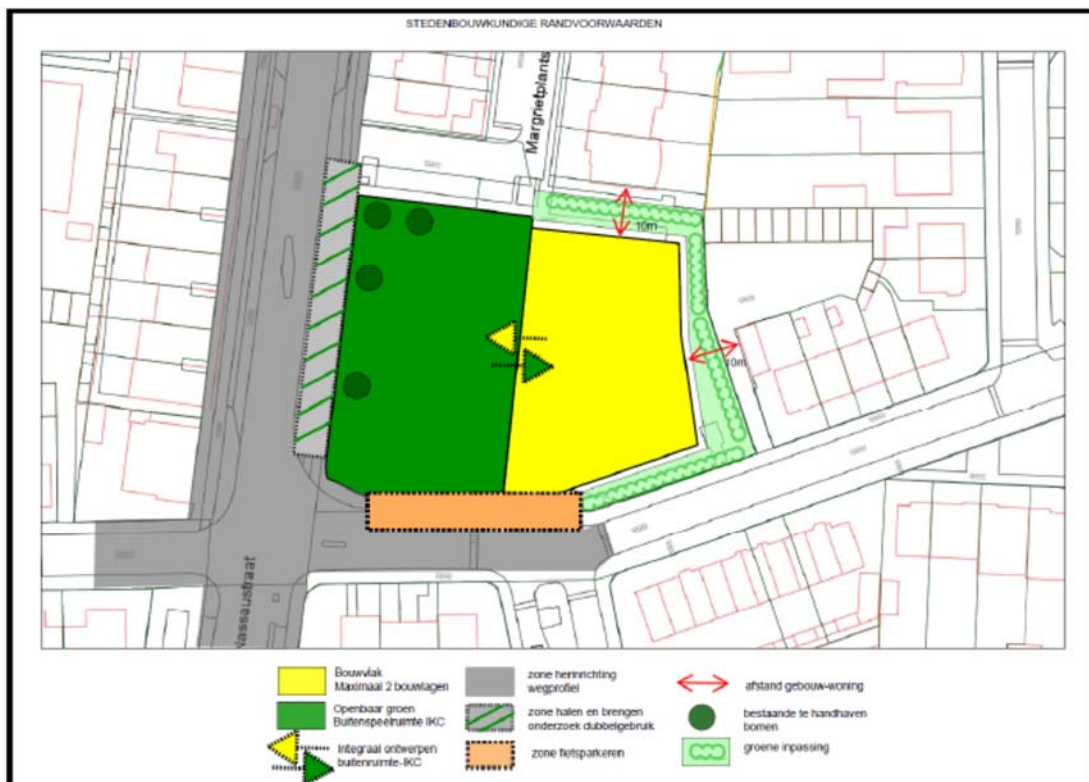 STEDENBOUWKUNDIGE RANDVOORWAARDEN
Margrietplants
10m
10m
Nassaustraat
Bouwvlak
Maximaal 2 bouwlagen
Openbaar groen
Buitenspeelruimte IKC
Integraal ontwerpen
buitenruimte-IKC
zone herinrichting
wegprofiel
zone halen en brengen
onderzoek dubbelgebruik
zone fietsparkeren
afstand gebouw-woning
bestaande te handhaven
bomen
groene inpassing